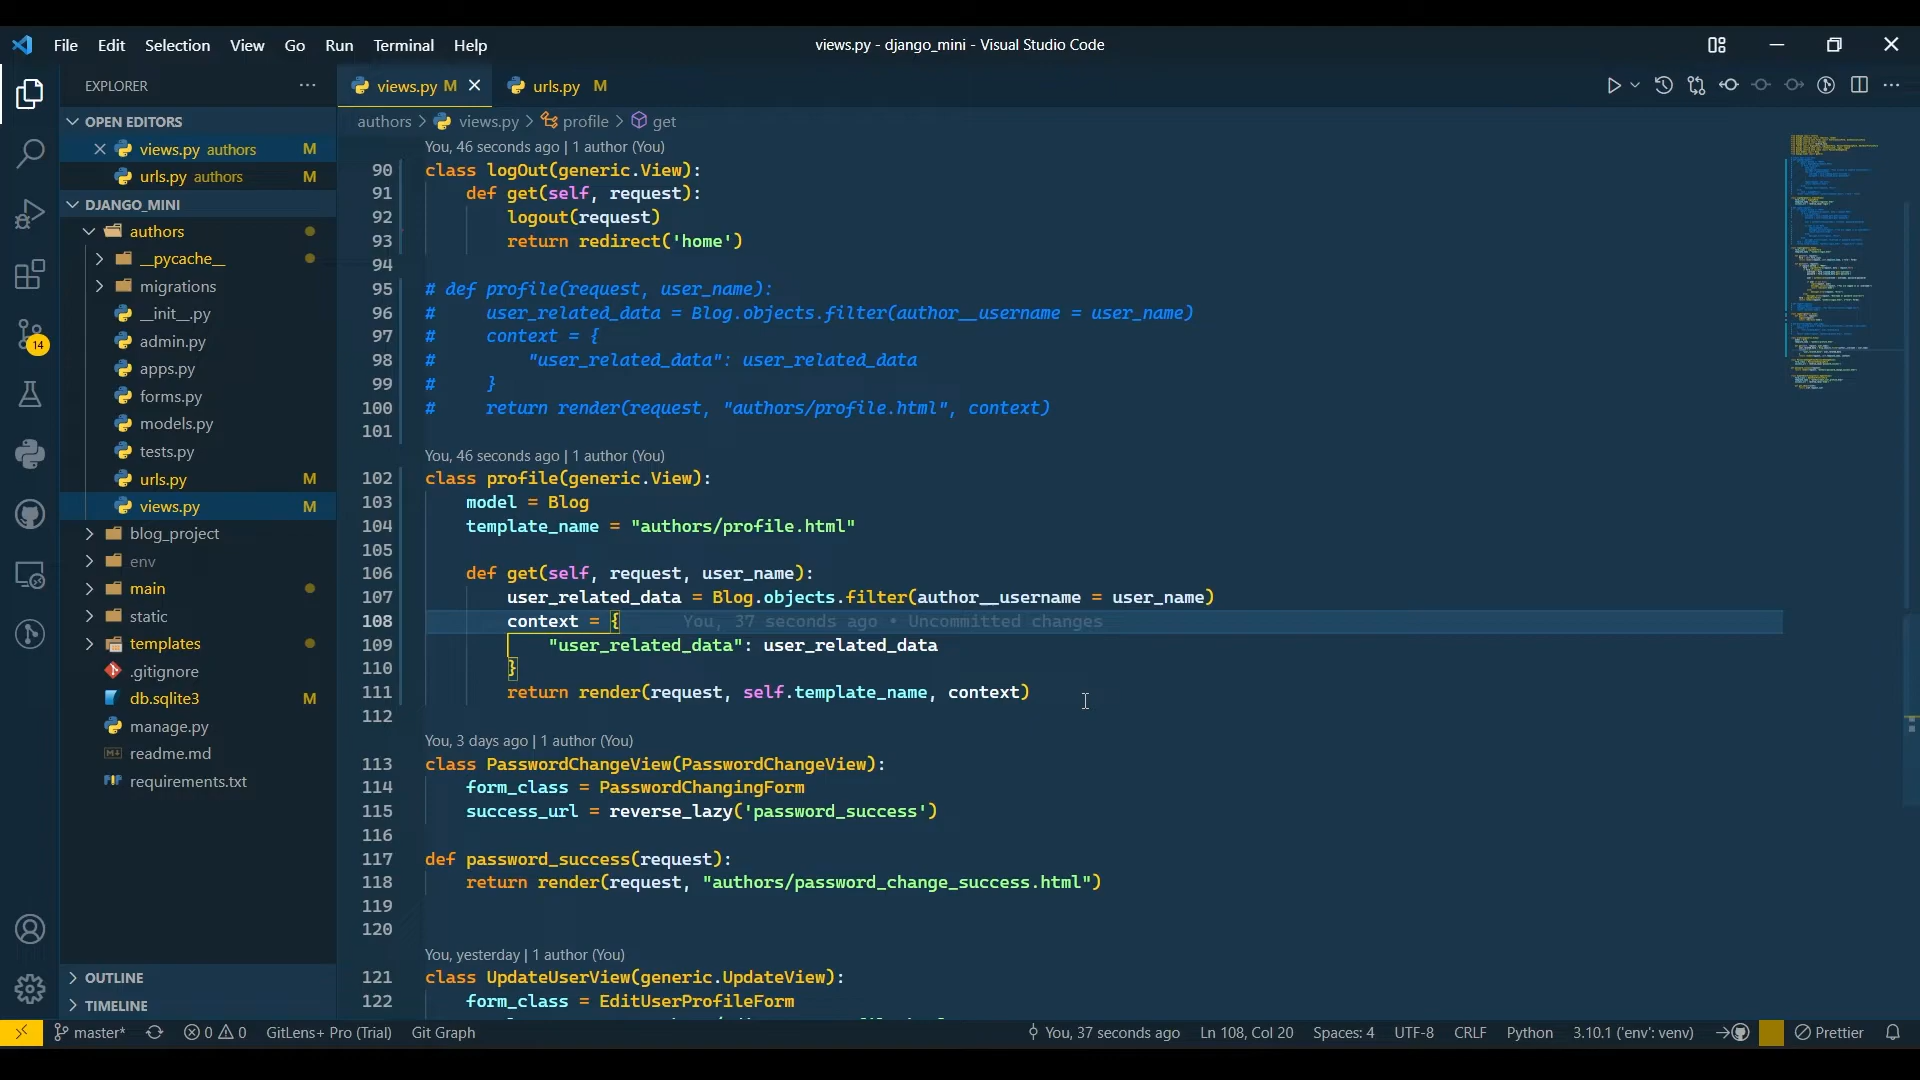 File Edit Selection View Go Run Terminal Help
views.py - django_mini - Visual Studio Code
EXPLORER
views.py M
urls.py M
OPEN EDITORS
views.py authors M
urls.py authors M
DJANGO_MINI
authors
__pycache__
migrations
__init__.py
admin.py
apps.py
forms.py
models.py
tests.py
urls.py M
views.py M
blog_project
env
main
static
templates
.gitignore
db.sqlite3 M
manage.py
readme.md
requirements.txt
OUTLINE
TIMELINE
14
authors > views.py > profile > get
You, 46 seconds ago | 1 author (You)
90 class logOut(generic.View):
91     def get(self, request):
92         logout(request)
93         return redirect('home')
94
95 # def profile(request, user_name):
96 #     user_related_data = Blog.objects.filter(author__username = user_name)
97 #     context = {
98 #         "user_related_data": user_related_data
99 #     }
100 #     return render(request, "authors/profile.html", context)
101
You, 46 seconds ago | 1 author (You)
102 class profile(generic.View):
103     model = Blog
104     template_name = "authors/profile.html"
105
106     def get(self, request, user_name):
107         user_related_data = Blog.objects.filter(author__username = user_name)
108         context = { You, 37 seconds ago • Uncommitted changes
109             "user_related_data": user_related_data
110         }
111         return render(request, self.template_name, context)
112
You, 3 days ago | 1 author (You)
113 class PasswordChangeView(PasswordChangeView):
114     form_class = PasswordChangingForm
115     success_url = reverse_lazy('password_success')
116
117 def password_success(request):
118     return render(request, "authors/password_change_success.html")
119
120
You, yesterday | 1 author (You)
121 class UpdateUserView(generic.UpdateView):
122     form_class = EditUserProfileForm
master* 0 0 GitLens+ Pro (Trial) Git Graph You, 37 seconds ago Ln 108, Col 20 Spaces: 4 UTF-8 CRLF Python 3.10.1 ('env': venv) Prettier